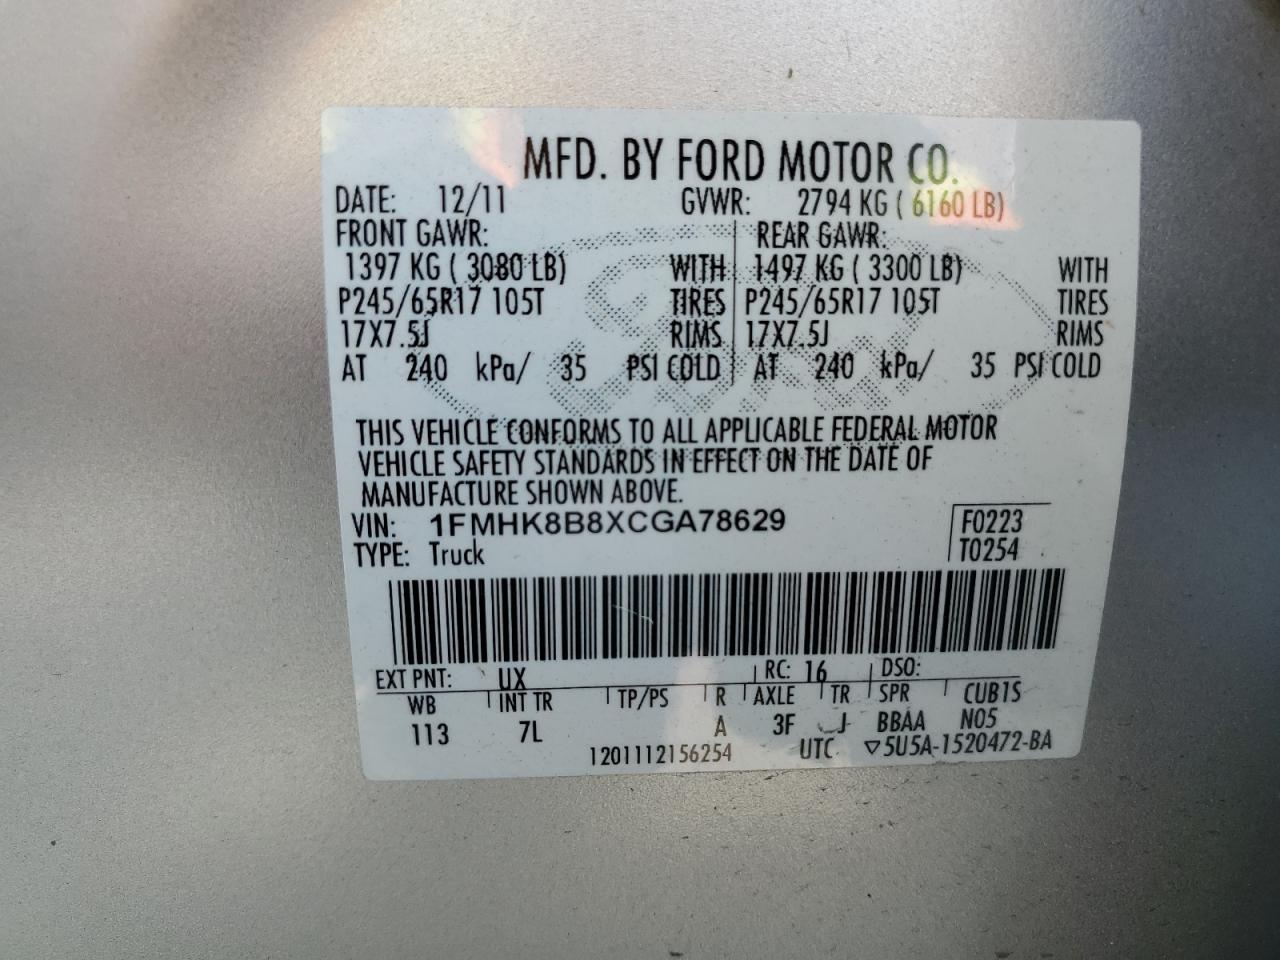 MFD. BY FORD MOTOR CO.
DATE: 12/11 GVWR: 2794 KG ( 6160 LB)
FRONT GAWR: REAR GAWR:
1397 KG ( 3080 LB) WITH 1497 KG ( 3300 LB) WITH
P245/65R17 105T TIRES P245/65R17 105T TIRES
17X7.5J RIMS 17X7.5J RIMS
AT 240 kPa/ 35 PSI COLD AT 240 kPa/ 35 PSI COLD
THIS VEHICLE CONFORMS TO ALL APPLICABLE FEDERAL MOTOR
VEHICLE SAFETY STANDARDS IN EFFECT ON THE DATE OF
MANUFACTURE SHOWN ABOVE.
VIN: 1FMHK8B8XCGA78629 F0223
TYPE: Truck T0254
EXT PNT: UX RC: 16 DSO:
WB INT TR TP/PS R AXLE TR SPR CUB1S
113 7L A 3F J BBAA N05
1201112156254 UTC ▽5U5A-1520472-BA